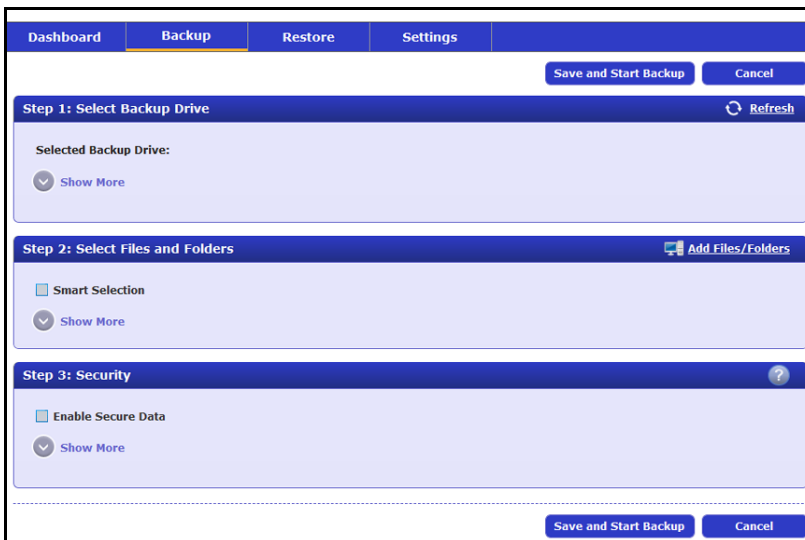 Dashboard Backup Restore Settings
Save and Start Backup Cancel
Step 1: Select Backup Drive Refresh
Selected Backup Drive:
Show More
Step 2: Select Files and Folders Add Files/Folders
Smart Selection
Show More
Step 3: Security ?
Enable Secure Data
Show More
Save and Start Backup Cancel